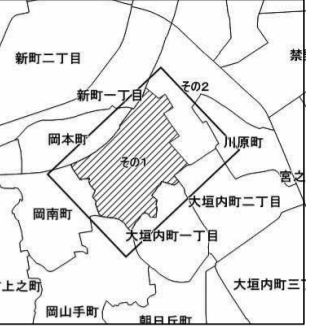 新町二丁目
禁
新町一丁目
その2
岡本町
川原町
その1
宮之
大垣内町二丁目
岡南町
大垣内町一丁目
上之町
大垣内町三丁
岡山手町
朝日丘町